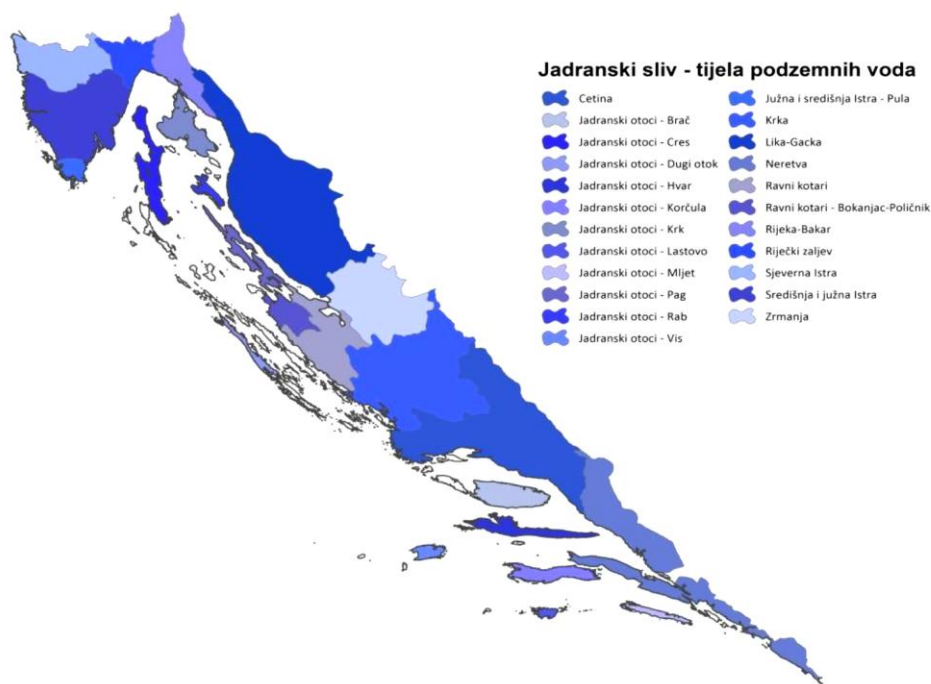 Jadranski sliv - tijela podzemnih voda
Cetina
Jadranski otoci - Brač
Jadranski otoci - Cres
Jadranski otoci - Dugi otok
Jadranski otoci - Hvar
Jadranski otoci - Korčula
Jadranski otoci - Krk
Jadranski otoci - Lastovo
Jadranski otoci - Mljet
Jadranski otoci - Pag
Jadranski otoci - Rab
Jadranski otoci - Vis
Južna i središnja Istra - Pula
Krka
Lika-Gacka
Neretva
Ravni kotari
Ravni kotari - Bokanjac-Poličnik
Rijeka-Bakar
Riječki zaljev
Sjeverna Istra
Središnja i južna Istra
Zrmanja